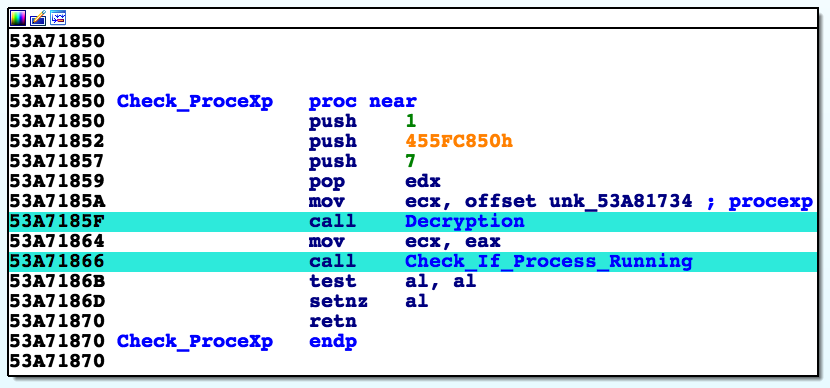 53A71850
53A71850
53A71850
53A71850 Check_ProceXp proc near
53A71850 push 1
53A71852 push 455FC850h
53A71857 push 7
53A71859 pop edx
53A7185A mov ecx, offset unk_53A81734 ; procexp
53A7185F call Decryption
53A71864 mov ecx, eax
53A71866 call Check_If_Process_Running
53A7186B test al, al
53A7186D setnz al
53A71870 retn
53A71870 Check_ProceXp endp
53A71870